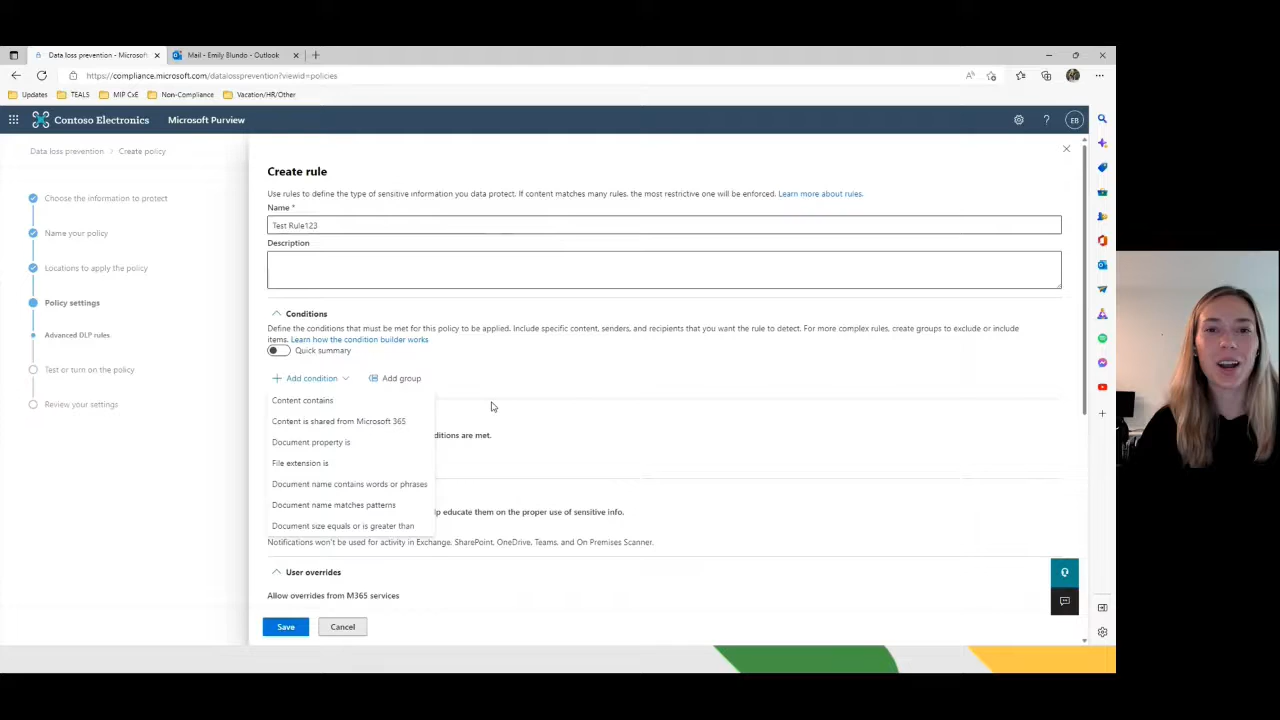 Data loss prevention - Microsoft
Mail - Emily Blundo - Outlook
https://compliance.microsoft.com/datalossprevention?viewid=policies
Updates
TEALS
MIP CxE
Non-Compliance
Vacation/HR/Other
Contoso Electronics
Microsoft Purview
EB
Data loss prevention > Create policy
Choose the information to protect
Name your policy
Locations to apply the policy
Policy settings
Advanced DLP rules
Test or turn on the policy
Review your settings
Create rule
Use rules to define the type of sensitive information you data protect. If content matches many rules, the most restrictive one will be enforced. Learn more about rules.
Name *
Test Rule123
Description
Conditions
Define the conditions that must be met for this policy to be applied. Include specific content, senders, and recipients that you want the rule to detect. For more complex rules, create groups to exclude or include
items. Learn how the condition builder works
Quick summary
Add condition
Add group
Content contains
Content is shared from Microsoft 365
Document property is
File extension is
Document name contains words or phrases
Document name matches patterns
Document size equals or is greater than
ditions are met.
lp educate them on the proper use of sensitive info.
Notifications won't be used for activity in Exchange, SharePoint, OneDrive, Teams, and On Premises Scanner.
User overrides
Allow overrides from M365 services
Save
Cancel